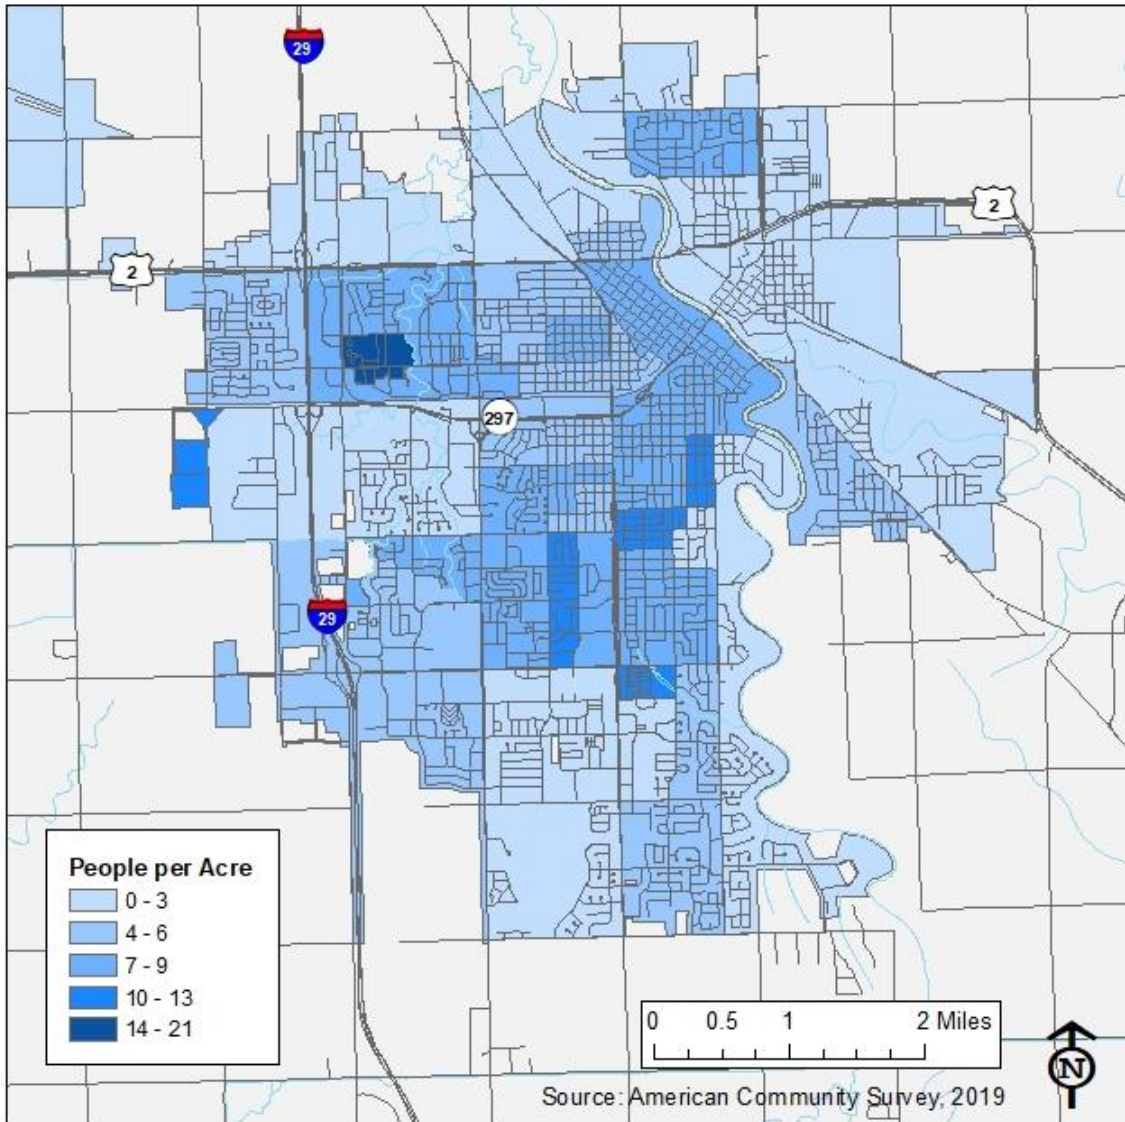 29
2
2
297
29
People per Acre
0 - 3
4 - 6
7 - 9
10 - 13
14 - 21
0 0.5 1 2 Miles
N
Source: American Community Survey, 2019